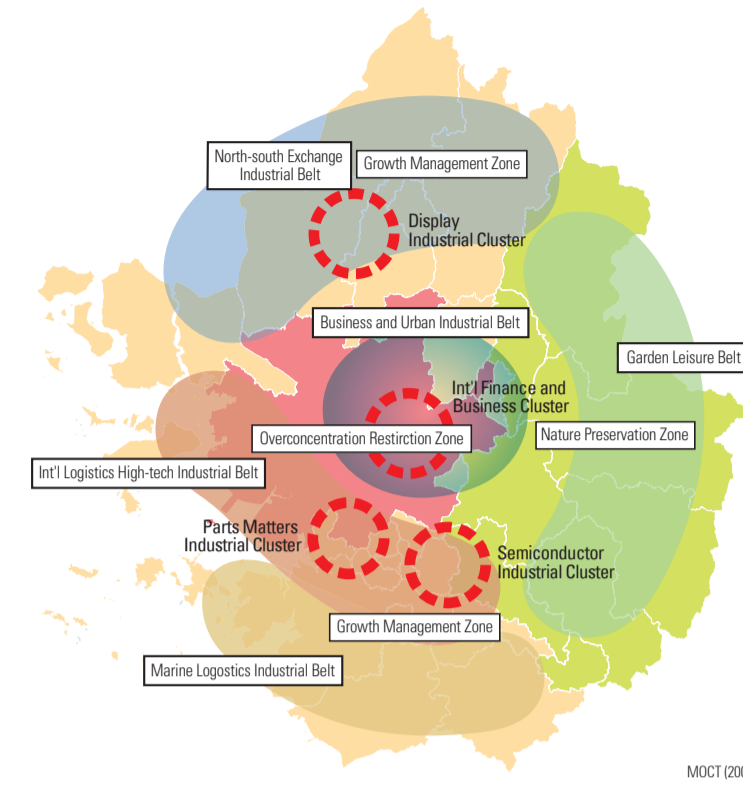 North-south Exchange
Industrial Belt
Growth Management Zone
Display
Industrial Cluster
Business and Urban Industrial Belt
Garden Leisure Belt
Int'l Finance and
Business Cluster
Overconcentration Restirction Zone
Nature Preservation Zone
Int'l Logistics High-tech Industrial Belt
Parts Matters
Industrial Cluster
Semiconductor
Industrial Cluster
Growth Management Zone
Marine Logostics Industrial Belt
MOCT (200